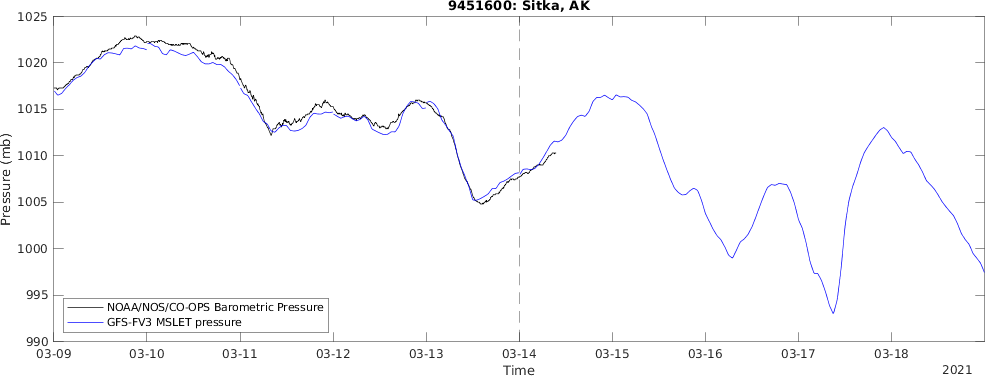 9451600: Sitka, AK
1025
1020
1015
1010
1005
1000
995
990
Pressure (mb)
NOAA/NOS/CO-OPS Barometric Pressure
GFS-FV3 MSLET pressure
03-09 03-10 03-11 03-12 03-13 03-14 03-15 03-16 03-17 03-18
Time
2021